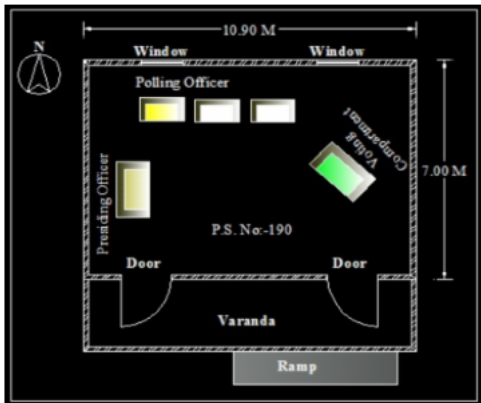 10.90 M
N
Window
Window
Polling Officer
Voting
Compartment
7.00 M
Presiding Officer
P.S. No:-190
Door
Door
Varanda
Ramp